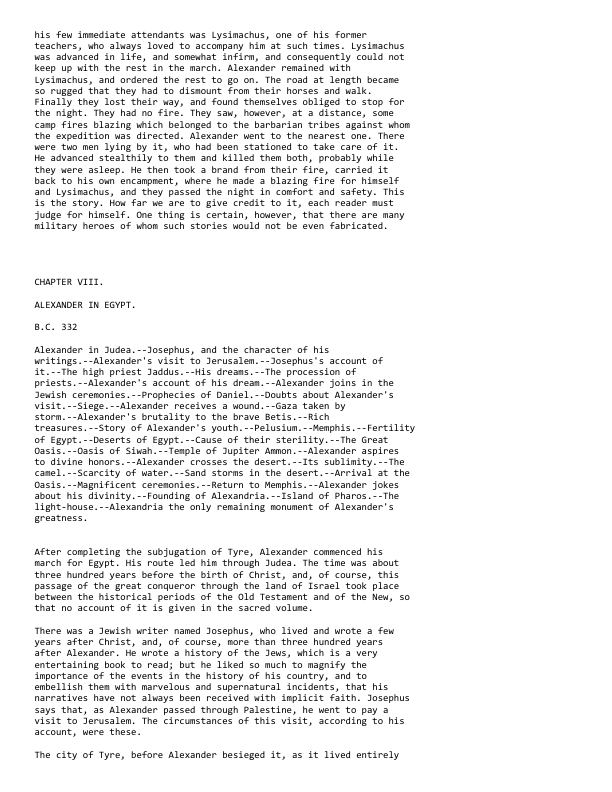 his few immediate attendants was Lysimachus, one of his former
teachers, who always loved to accompany him at such times. Lysimachus
was advanced in life, and somewhat infirm, and consequently could not
keep up with the rest in the march. Alexander remained with
Lysimachus, and ordered the rest to go on. The road at length became
so rugged that they had to dismount from their horses and walk.
Finally they lost their way, and found themselves obliged to stop for
the night. They had no fire. They saw, however, at a distance, some
camp fires blazing which belonged to the barbarian tribes against whom
the expedition was directed. Alexander went to the nearest one. There
were two men lying by it, who had been stationed to take care of it.
He advanced stealthily to them and killed them both, probably while
they were asleep. He then took a brand from their fire, carried it
back to his own encampment, where he made a blazing fire for himself
and Lysimachus, and they passed the night in comfort and safety. This
is the story. How far we are to give credit to it, each reader must
judge for himself. One thing is certain, however, that there are many
military heroes of whom such stories would not be even fabricated.
CHAPTER VIII.
ALEXANDER IN EGYPT.
B.C. 332
Alexander in Judea.--Josephus, and the character of his
writings.--Alexander's visit to Jerusalem.--Josephus's account of
it.--The high priest Jaddus.--His dreams.--The procession of
priests.--Alexander's account of his dream.--Alexander joins in the
Jewish ceremonies.--Prophecies of Daniel.--Doubts about Alexander's
visit.--Siege.--Alexander receives a wound.--Gaza taken by
storm.--Alexander's brutality to the brave Betis.--Rich
treasures.--Story of Alexander's youth.--Pelusium.--Memphis.--Fertility
of Egypt.--Deserts of Egypt.--Cause of their sterility.--The Great
Oasis.--Oasis of Siwah.--Temple of Jupiter Ammon.--Alexander aspires
to divine honors.--Alexander crosses the desert.--Its sublimity.--The
camel.--Scarcity of water.--Sand storms in the desert.--Arrival at the
Oasis.--Magnificent ceremonies.--Return to Memphis.--Alexander jokes
about his divinity.--Founding of Alexandria.--Island of Pharos.--The
light-house.--Alexandria the only remaining monument of Alexander's
greatness.
After completing the subjugation of Tyre, Alexander commenced his
march for Egypt. His route led him through Judea. The time was about
three hundred years before the birth of Christ, and, of course, this
passage of the great conqueror through the land of Israel took place
between the historical periods of the Old Testament and of the New, so
that no account of it is given in the sacred volume.
There was a Jewish writer named Josephus, who lived and wrote a few
years after Christ, and, of course, more than three hundred years
after Alexander. He wrote a history of the Jews, which is a very
entertaining book to read; but he liked so much to magnify the
importance of the events in the history of his country, and to
embellish them with marvelous and supernatural incidents, that his
narratives have not always been received with implicit faith. Josephus
says that, as Alexander passed through Palestine, he went to pay a
visit to Jerusalem. The circumstances of this visit, according to his
account, were these.
The city of Tyre, before Alexander besieged it, as it lived entirely